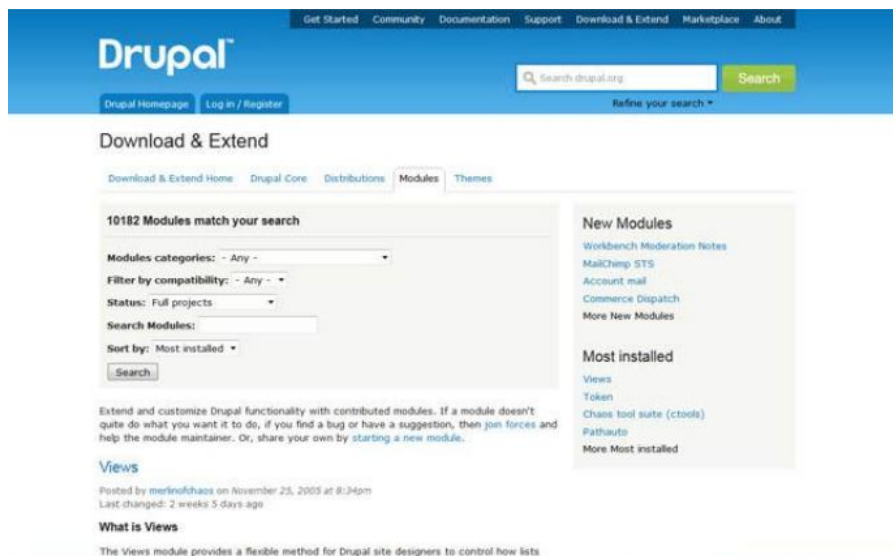 Get Started Community Documentation Support Download & Extend Marketplace About
Drupal™
Search drupal.org Search
Drupal Homepage Log in / Register
Refine your search
Download & Extend
Download & Extend Home Drupal Core Distributions Modules Themes
10182 Modules match your search
Modules categories: - Any -
Filter by compatibility: - Any -
Status: Full projects
Search Modules:
Sort by: Most installed
Search
Extend and customize Drupal functionality with contributed modules. If a module doesn't
quite do what you want it to do, if you find a bug or have a suggestion, then join forces and
help the module maintainer. Or, share your own by starting a new module.
Views
Posted by merlinofchaos on November 25, 2005 at 8:34pm
Last changed: 2 weeks 5 days ago
What is Views
The Views module provides a flexible method for Drupal site designers to control how lists
New Modules
Workbench Moderation Notes
MailChimp STS
Account mail
Commerce Dispatch
More New Modules
Most installed
Views
Token
Chaos tool suite (ctools)
Pathauto
More Most installed